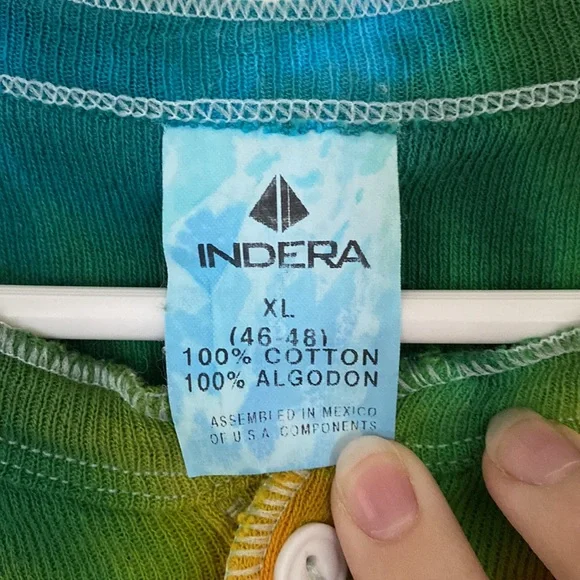 INDERA
XL
(46-48)
100% COTTON
100% ALGODON
ASSEMBLED IN MEXICO
OF U S A COMPONENTS